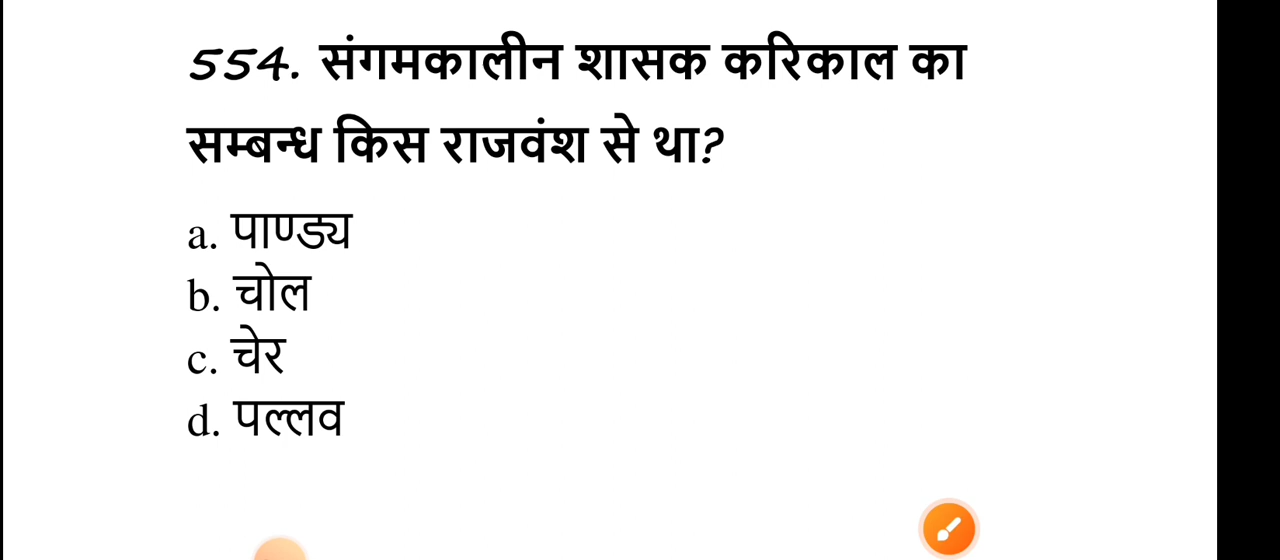 554. संगमकालीन शासक करिकाल का
सम्बन्ध किस राजवंश से था?
a. पाण्ड्य
b. चोल
c. चेर
d. पल्लव